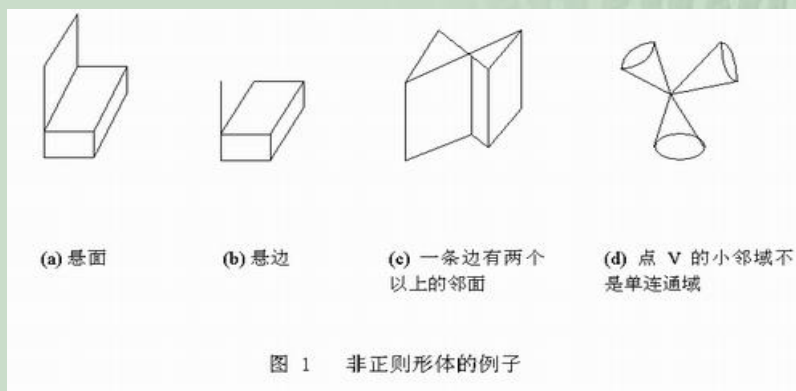 (a) 悬面
(b) 悬边
(c) 一条边有两个
以上的邻面
(d) 点 V 的小邻域不
是单连通域
图 1 非正则形体的例子